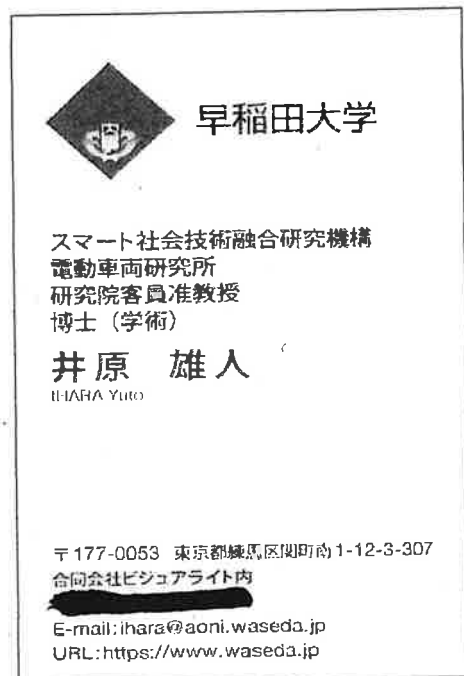 早稲田大学
スマート社会技術融合研究機構
電動車両研究所
研究院客員准教授
博士（学術）
井原 雄人
IHARA Yuto
〒177-0053 東京都練馬区関町南1-12-3-307
合同会社ビジュアライト内
E-mail:ihara@aoni.waseda.jp
URL:https://www.waseda.jp